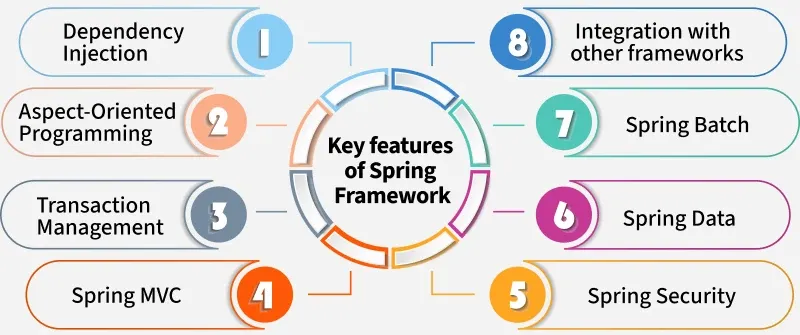 Dependency
Injection
1
Aspect-Oriented
Programming
2
Transaction
Management
3
Spring MVC
4
Key features
of Spring
Framework
8
Integration with
other frameworks
7
Spring Batch
6
Spring Data
5
Spring Security